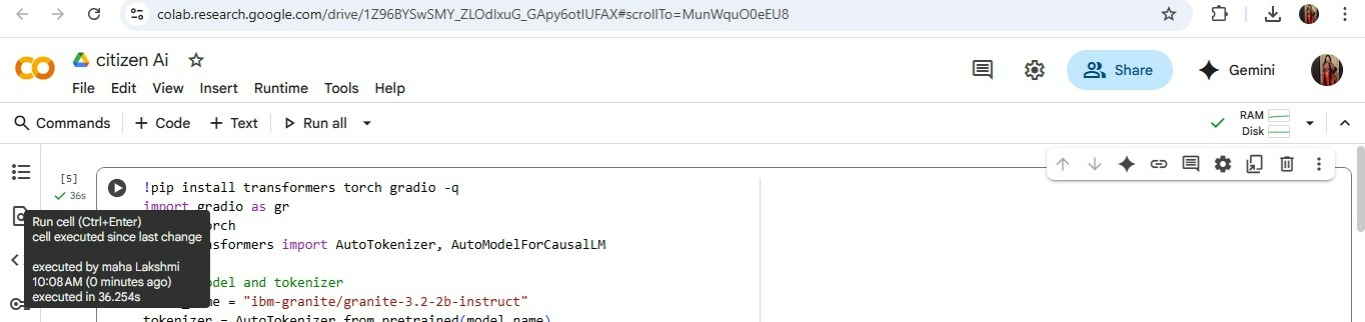 colab.research.google.com/drive/1Z96BYSwSMY_ZLOdlxuG_GApy6otIUFAX#scrollTo=MunWquO0eEU8
CO citizen Ai
Share Gemini
File Edit View Insert Runtime Tools Help
Commands + Code + Text Run all RAM
Disk
[5] !pip install transformers torch gradio -q
36s import gradio as gr
Run cell (Ctrl+Enter) orch
cell executed since last change sformers import AutoTokenizer, AutoModelForCausalLM
executed by maha Lakshmi
10:08 AM (0 minutes ago) odel and tokenizer
executed in 36.254s me = "ibm-granite/granite-3.2-2b-instruct"
tokenizer = AutoTokenizer.from_pretrained(model_name)